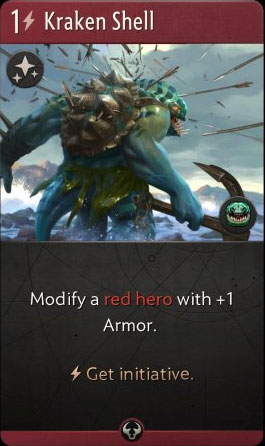 1 Kraken Shell
Modify a red hero with +1
Armor.
Get initiative.